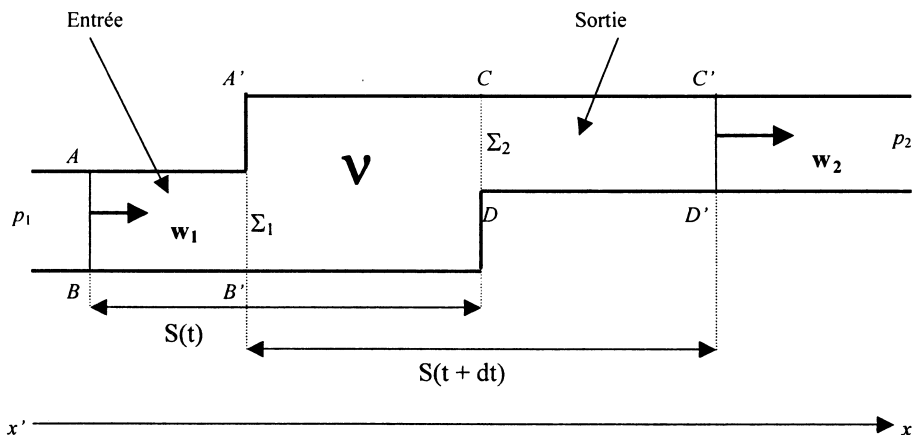 Entrée
Sortie
A'
C
C'
A
ν
Σ₂
p₂
w₂
p₁
w₁
Σ₁
D
D'
B
B'
S(t)
S(t + dt)
x'
x